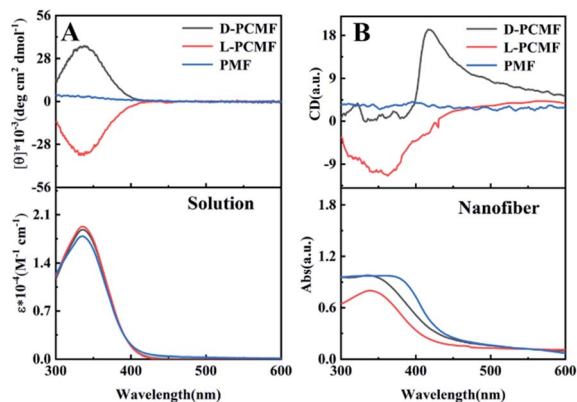 A
D-PCMF
L-PCMF
PMF
56
28
0
-28
-56
[θ]*10⁻³(deg cm² dmol⁻¹)
Solution
2.1
1.4
0.7
0.0
ε*10⁻⁴(M⁻¹ cm⁻¹)
300 400 500 600
Wavelength(nm)
B
D-PCMF
L-PCMF
PMF
18
9
0
-9
CD(a.u.)
Nanofiber
1.8
1.2
0.6
0.0
Abs(a.u.)
300 400 500 600
Wavelength(nm)